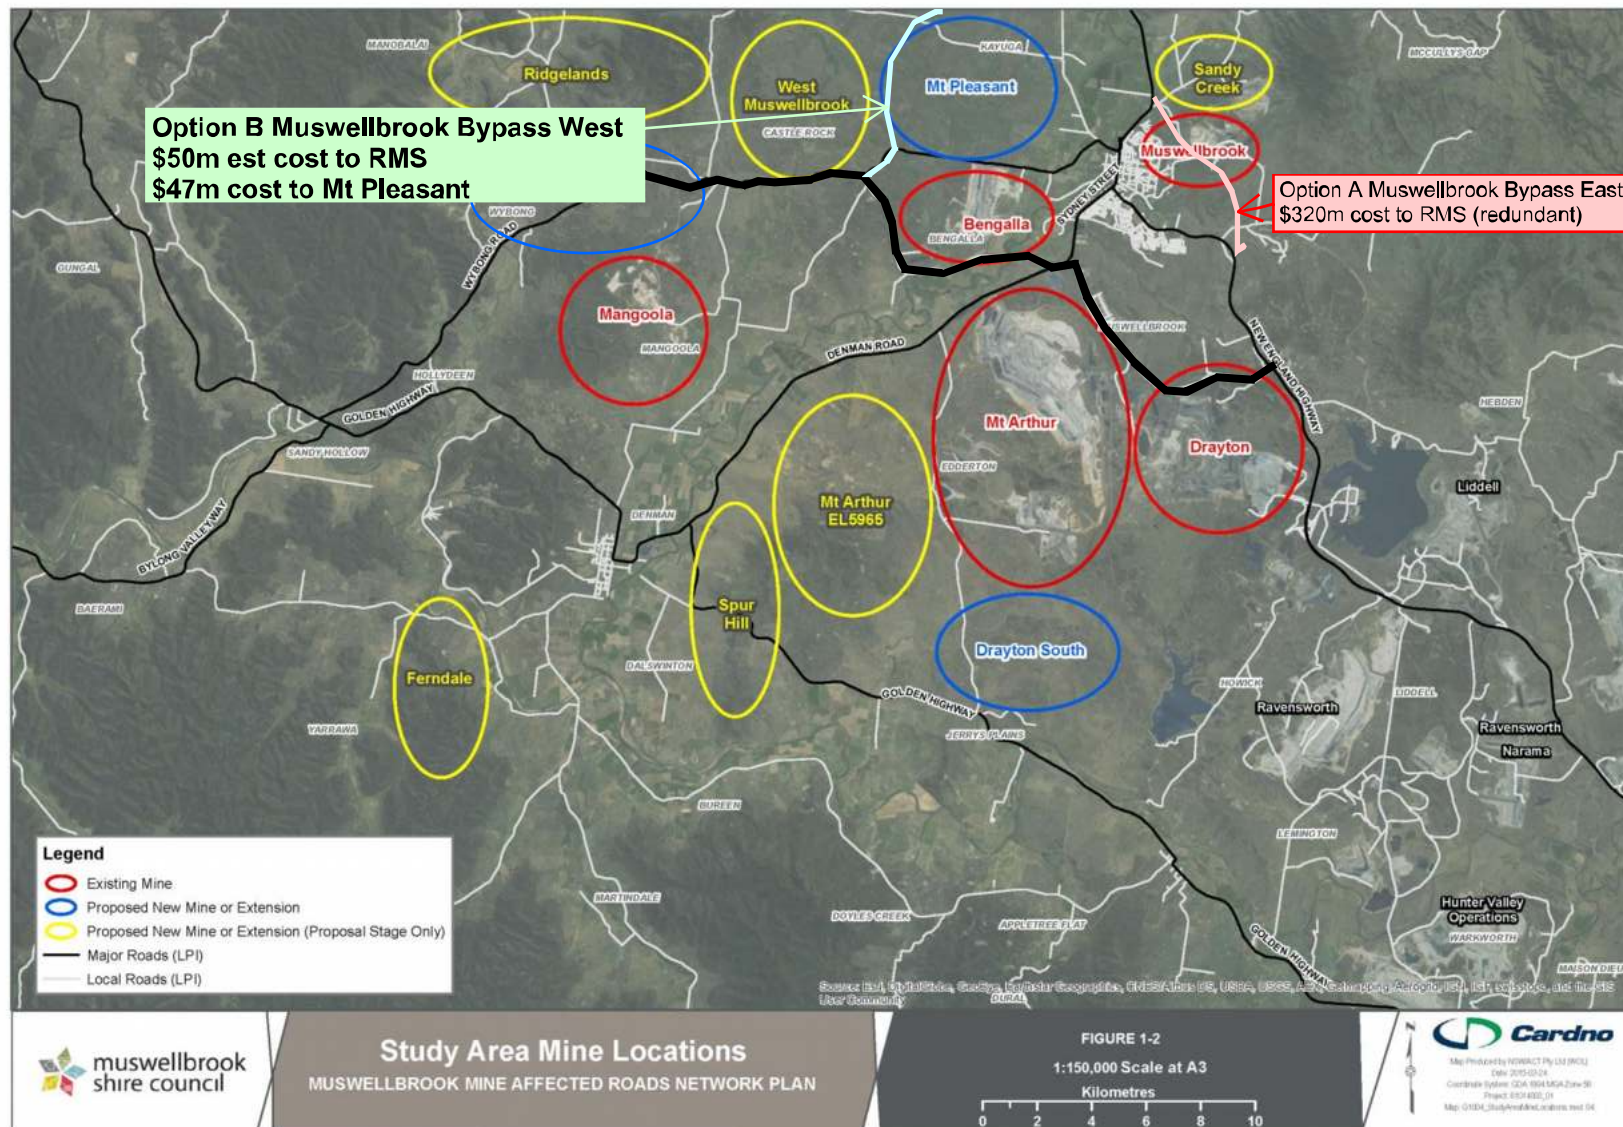 MANOBALAI
Ridgelands
West
Muswellbrook
CASTLE ROCK
KAYUGA
Mt Pleasant
Sandy
Creek
MCCULLYS GAP
Option B Muswellbrook Bypass West
$50m est cost to RMS
$47m cost to Mt Pleasant
Muswellbrook
Option A Muswellbrook Bypass East
$320m cost to RMS (redundant)
SYDNEY STREET
WYBONG
WYBONG ROAD
Bengalla
BENGALLA
GUNGAL
Mangoola
MANGOOLA
DENMAN ROAD
NEW ENGLAND HIGHWAY
HOLLYDEEN
GOLDEN HIGHWAY
SANDY HOLLOW
HEBDEN
Mt Arthur
Drayton
EDDERTON
Liddell
Mt Arthur
EL5965
DENMAN
BYLONG VALLEY WAY
BAERAMI
Spur
Hill
Ferndale
DALSWINTON
Drayton South
GOLDEN HIGHWAY
JERRYS PLAINS
HOWICK
LIDDELL
Ravensworth
Ravensworth
Narama
YARRAWA
BUREEN
LEMINGTON
MARTINDALE
DOYLES CREEK
APPLETREE FLAT
Hunter Valley
Operations
WARKWORTH
GOLDEN HIGHWAY
MAISON DIEU
DURAL
Legend
Existing Mine
Proposed New Mine or Extension
Proposed New Mine or Extension (Proposal Stage Only)
Major Roads (LPI)
Local Roads (LPI)
User Community
muswellbrook
shire council
Study Area Mine Locations
MUSWELLBROOK MINE AFFECTED ROADS NETWORK PLAN
FIGURE 1-2
1:150,000 Scale at A3
Kilometres
0 2 4 6 8 10
N
Cardno